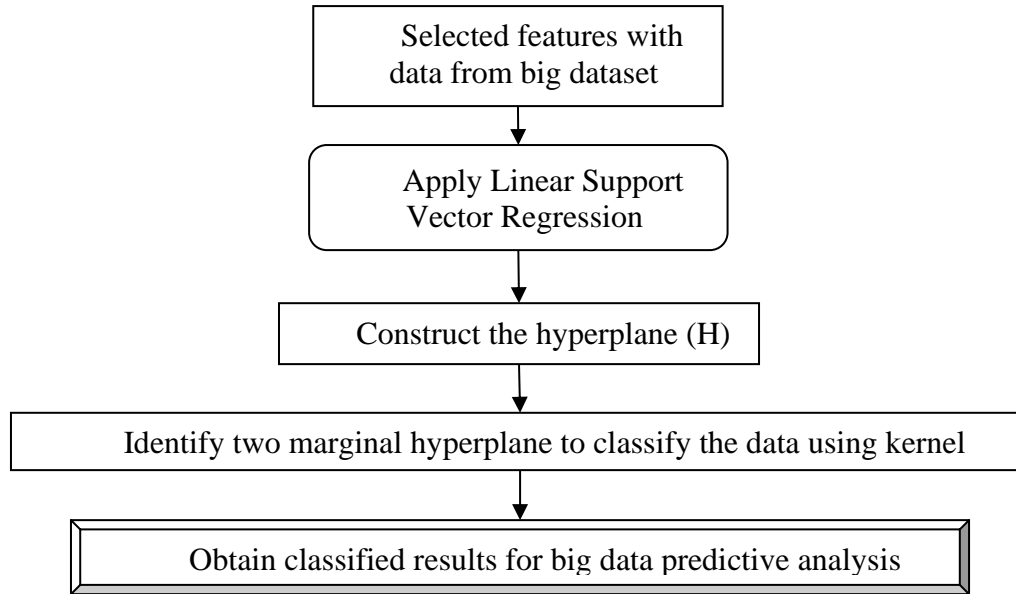 Selected features with
data from big dataset
Apply Linear Support
Vector Regression
Construct the hyperplane (H)
Identify two marginal hyperplane to classify the data using kernel
Obtain classified results for big data predictive analysis